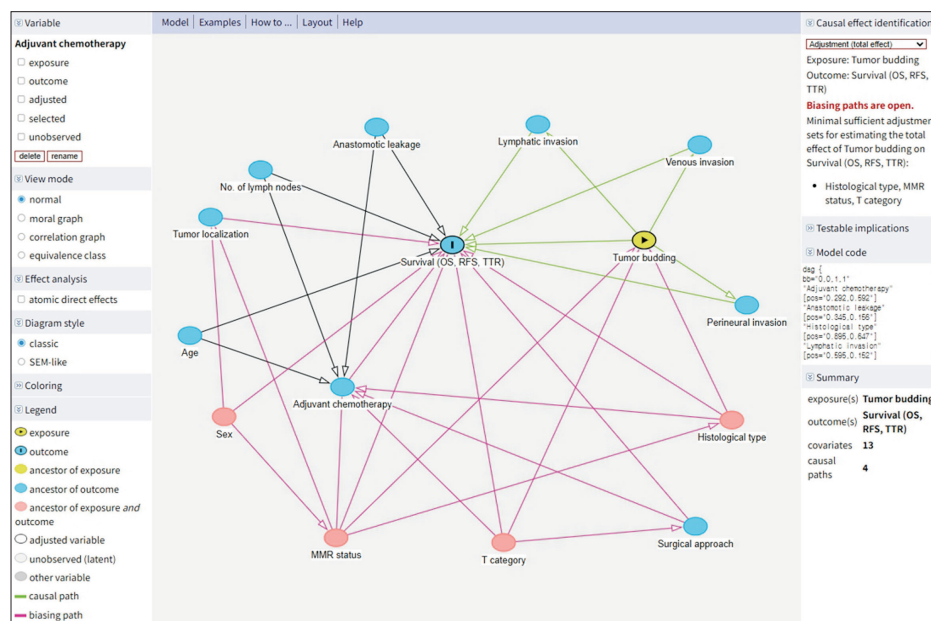 Variable
Adjuvant chemotherapy
exposure
outcome
adjusted
selected
unobserved
delete rename
View mode
normal
moral graph
correlation graph
equivalence class
Effect analysis
atomic direct effects
Diagram style
classic
SEM-like
Coloring
Legend
exposure
outcome
ancestor of exposure
ancestor of outcome
ancestor of exposure and
outcome
adjusted variable
unobserved (latent)
other variable
causal path
biasing path
Model Examples How to ... Layout Help
Anastomotic leakage
Lymphatic invasion
Venous invasion
No. of lymph nodes
Tumor localization
Survival (OS, RFS, TTR)
Tumor budding
Perineural invasion
Age
Adjuvant chemotherapy
Sex
Histological type
MMR status
T category
Surgical approach
Causal effect identification
Adjustment (total effect)
Exposure: Tumor budding
Outcome: Survival (OS, RFS,
TTR)
Biasing paths are open.
Minimal sufficient adjustmen
sets for estimating the total
effect of Tumor budding on
Survival (OS, RFS, TTR):
• Histological type, MMR
status, T category
Testable implications
Model code
dag {
bb="0,0,1,1"
"Adjuvant chemotherapy"
[pos="0.292,0.592"]
"Anastomotic leakage"
[pos="0.345,0.155"]
"Histological type"
[pos="0.895,0.647"]
"Lymphatic invasion"
[pos="0.595,0.152"]
Summary
exposure(s) Tumor budding
outcome(s) Survival (OS,
RFS, TTR)
covariates 13
causal
paths 4